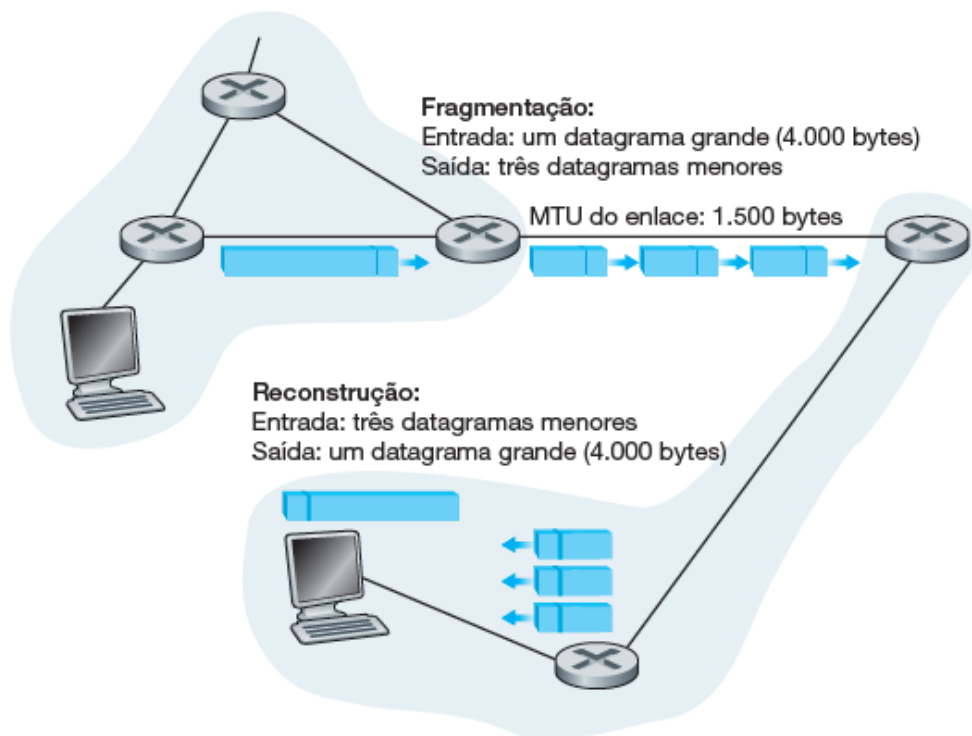 Fragmentação:
Entrada: um datagrama grande (4.000 bytes)
Saída: três datagramas menores
MTU do enlace: 1.500 bytes
Reconstrução:
Entrada: três datagramas menores
Saída: um datagrama grande (4.000 bytes)